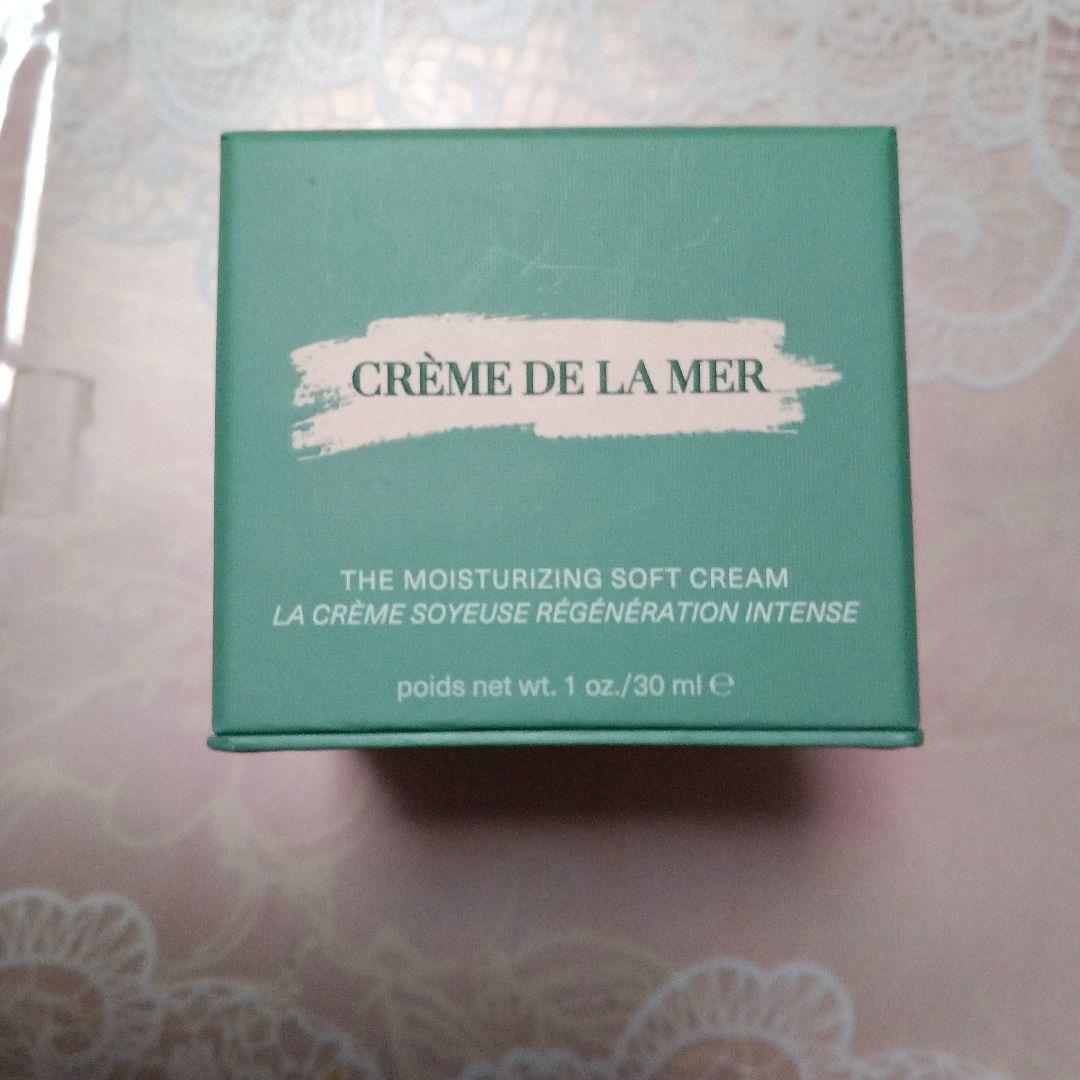 CRÈME DE LA MER
THE MOISTURIZING SOFT CREAM
LA CRÈME SOYEUSE RÉGÉNÉRATION INTENSE
poids net wt. 1 oz./30 ml ℮